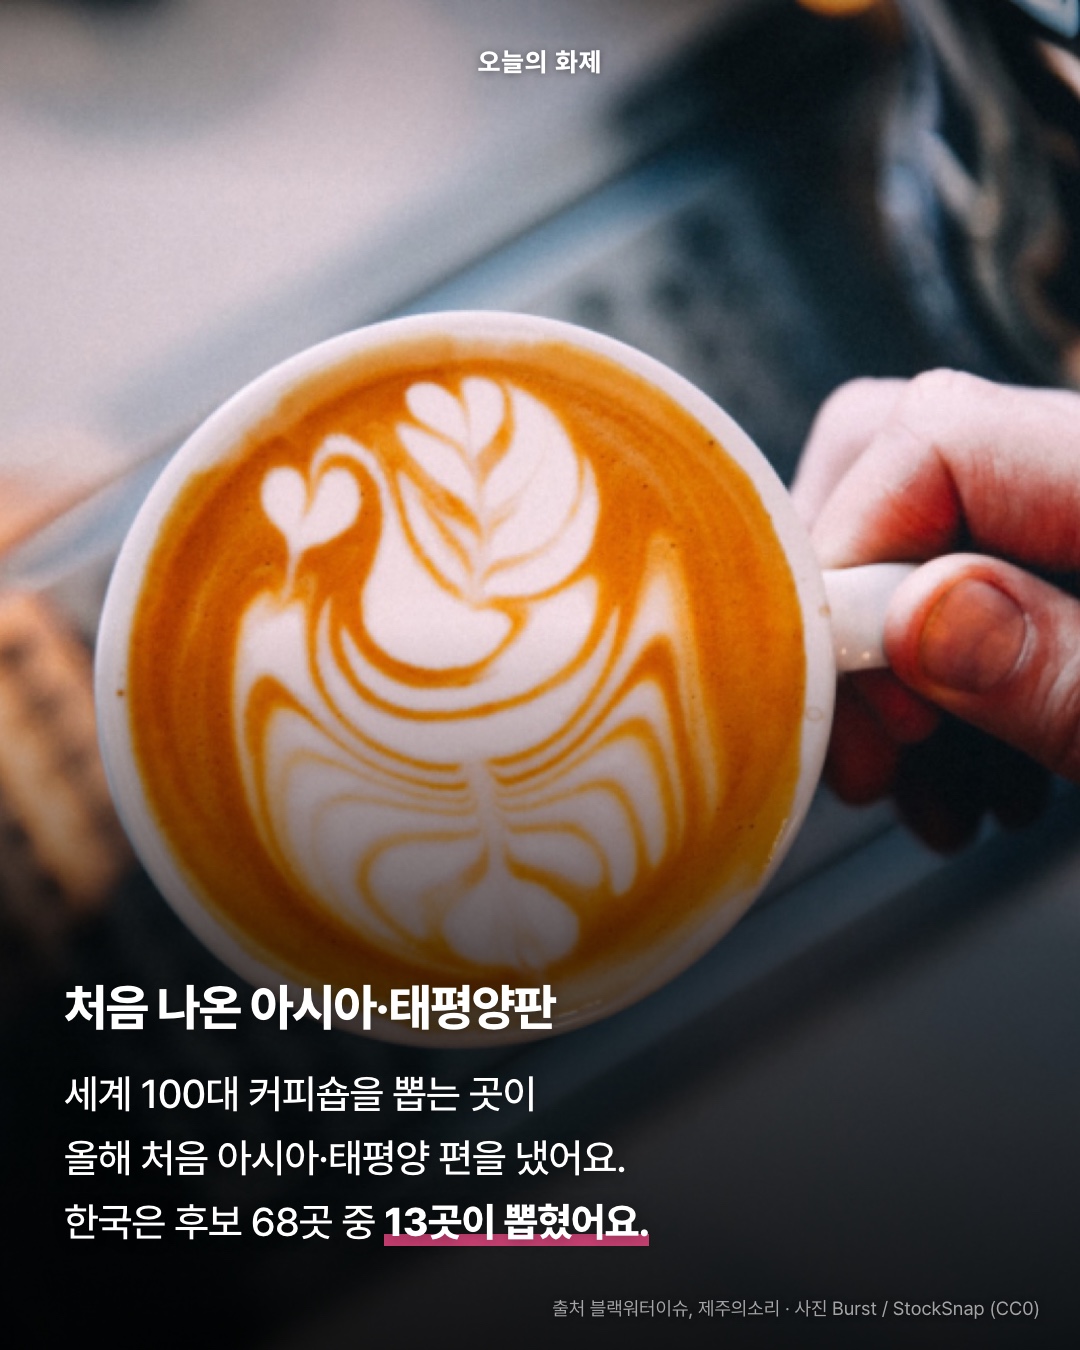 오늘의 화제
처음 나온 아시아·태평양판
세계 100대 커피숍을 뽑는 곳이
올해 처음 아시아·태평양 편을 냈어요.
한국은 후보 68곳 중 13곳이 뽑혔어요.
출처 블랙워터이슈, 제주의소리 · 사진 Burst / StockSnap (CC0)